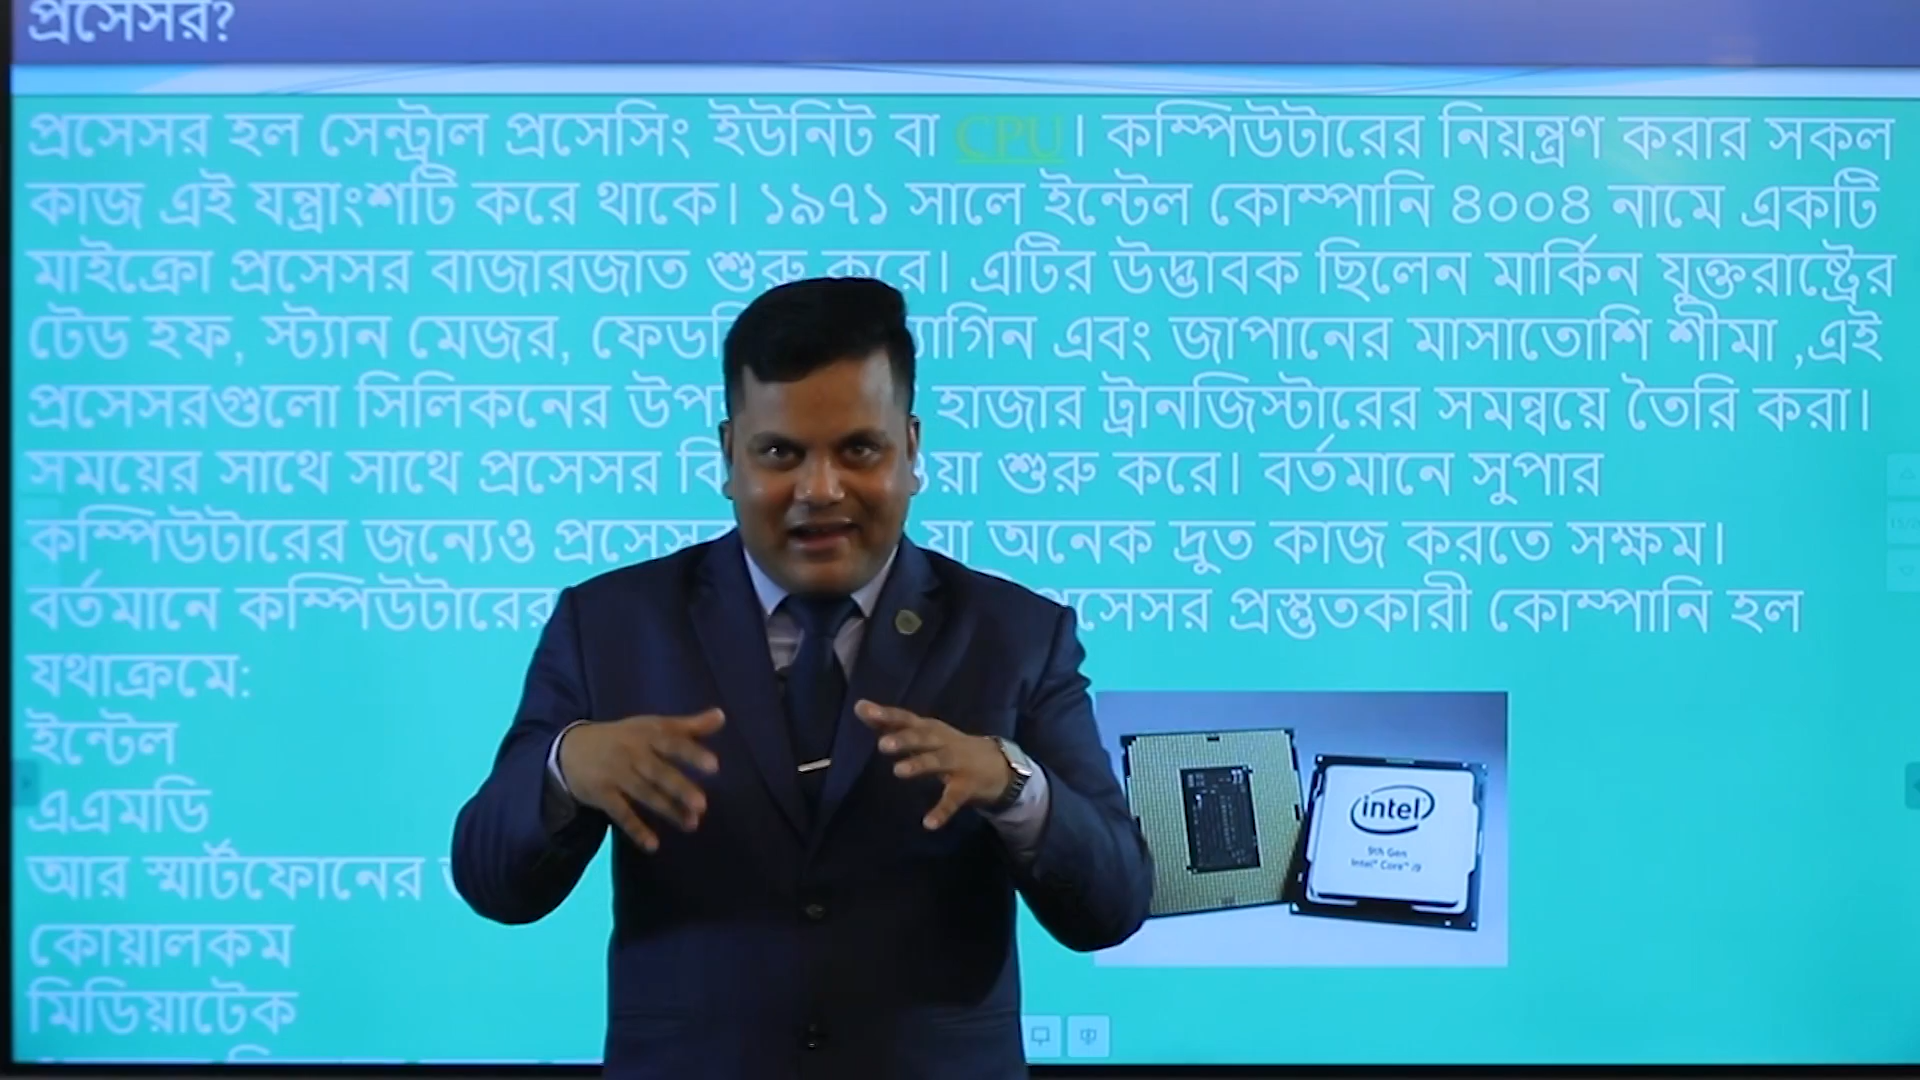 প্রসেসর?
প্রসেসর হল সেন্ট্রাল প্রসেসিং ইউনিট বা CPU। কম্পিউটারের নিয়ন্ত্রণ করার সকল
কাজ এই যন্ত্রাংশটি করে থাকে। ১৯৭১ সালে ইন্টেল কোম্পানি ৪০০৪ নামে একটি
মাইক্রো প্রসেসর বাজারজাত শুরু করে। এটির উদ্ভাবক ছিলেন মার্কিন যুক্তরাষ্ট্রের
টেড হফ, স্ট্যান মেজর, এবং জাপানের মাসাতোশি শীমা ,এই
প্রসেসরগুলো সিলিকনের হাজার ট্রানজিস্টারের সমন্বয়ে তৈরি করা।
সময়ের সাথে সাথে প্রসেসর শুরু করে। বর্তমানে সুপার
কম্পিউটারের জন্যেও অনেক দ্রুত কাজ করতে সক্ষম।
বর্তমানে কম্পিউটারের প্রসেসর প্রস্তুতকারী কোম্পানি হল
যথাক্রমে:
ইন্টেল
এএমডি
আর স্মার্টফোনের
কোয়ালকম
মিডিয়াটেক
intel
9th Gen
Intel® Core™ i9